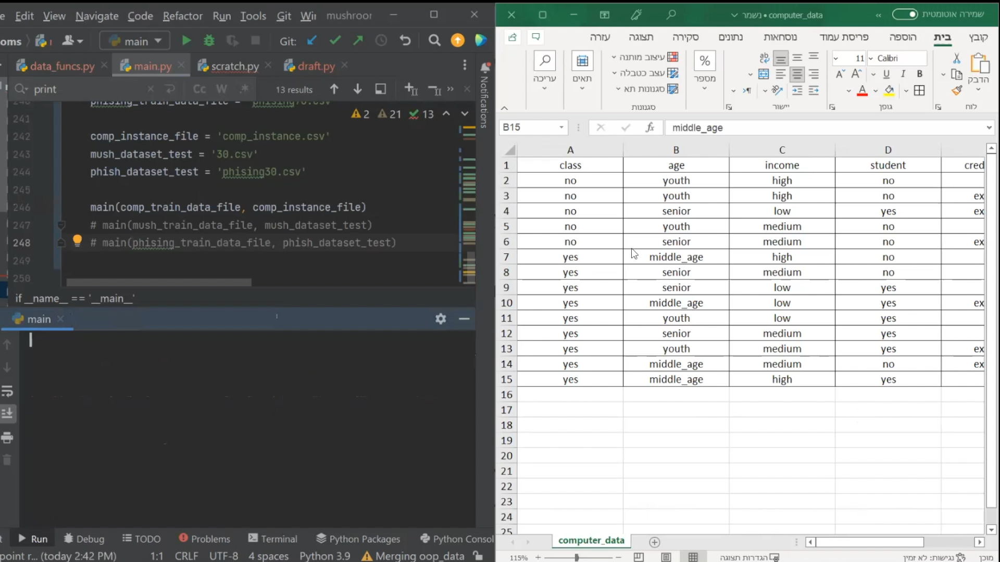 Edit View Navigate Code Refactor Run Tools Git mushroor
oms main Git:
data_funcs.py main.py scratch.py draft.py
print Cc W .* 13 results
Notifications
2 21 13
241
242 comp_instance_file = 'comp_instance.csv'
243 mush_dataset_test = '30.csv'
244 phish_dataset_test = 'phising30.csv'
245
246 main(comp_train_data_file, comp_instance_file)
247 # main(mush_train_data_file, mush_dataset_test)
248 # main(phising_train_data_file, phish_dataset_test)
249
250
if __name__ == '__main__'
main
Run Debug TODO Problems Terminal Python Packages Python Consol
point r... (today 2:42 PM) 1:1 CRLF UTF-8 4 spaces Python 3.9 Merging oop_data
שמירה אוטומטית computer_data • נשמר
קובץ בית הוספה פריסת עמוד נוסחאות נתונים סקירה תצוגה עזרה
הדבק Calibri 11 % עיצוב מותנה
עצב כטבלה
סגנונות תא
מספר תאים עריכה
לוח גופן יישור סגנונות
B15 fx middle_age
A B C D
1 class age income student cred
2 no youth high no
3 no youth high no ex
4 no senior low yes ex
5 no youth medium no
6 no senior medium no ex
7 yes middle_age high no
8 yes senior medium no
9 yes senior low yes
10 yes middle_age low yes ex
11 yes youth low yes
12 yes senior medium yes
13 yes youth medium yes ex
14 yes middle_age medium no ex
15 yes middle_age high yes
16
17
18
19
20
21
22
23
24
25
computer_data
115% הגדרות תצוגה נגישות: לא זמין מוכן